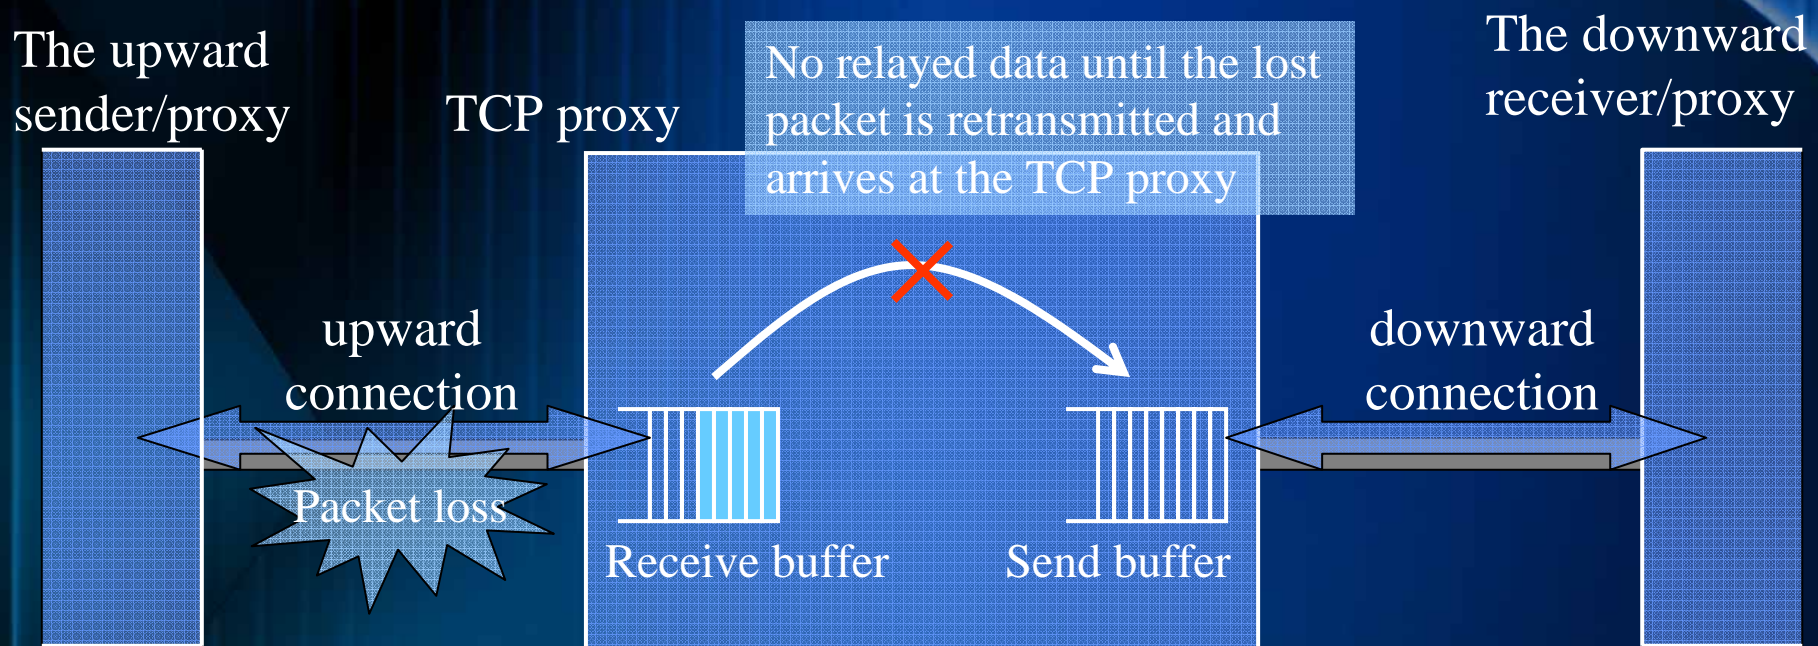 The upward
sender/proxy
TCP proxy
No relayed data until the lost
packet is retransmitted and
arrives at the TCP proxy
The downward
receiver/proxy
upward
connection
downward
connection
Packet loss
Receive buffer
Send buffer